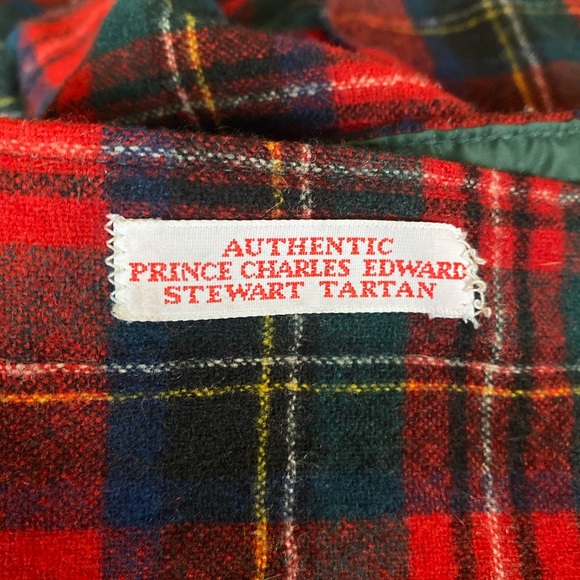 AUTHENTIC
PRINCE CHARLES EDWARD
STEWART TARTAN